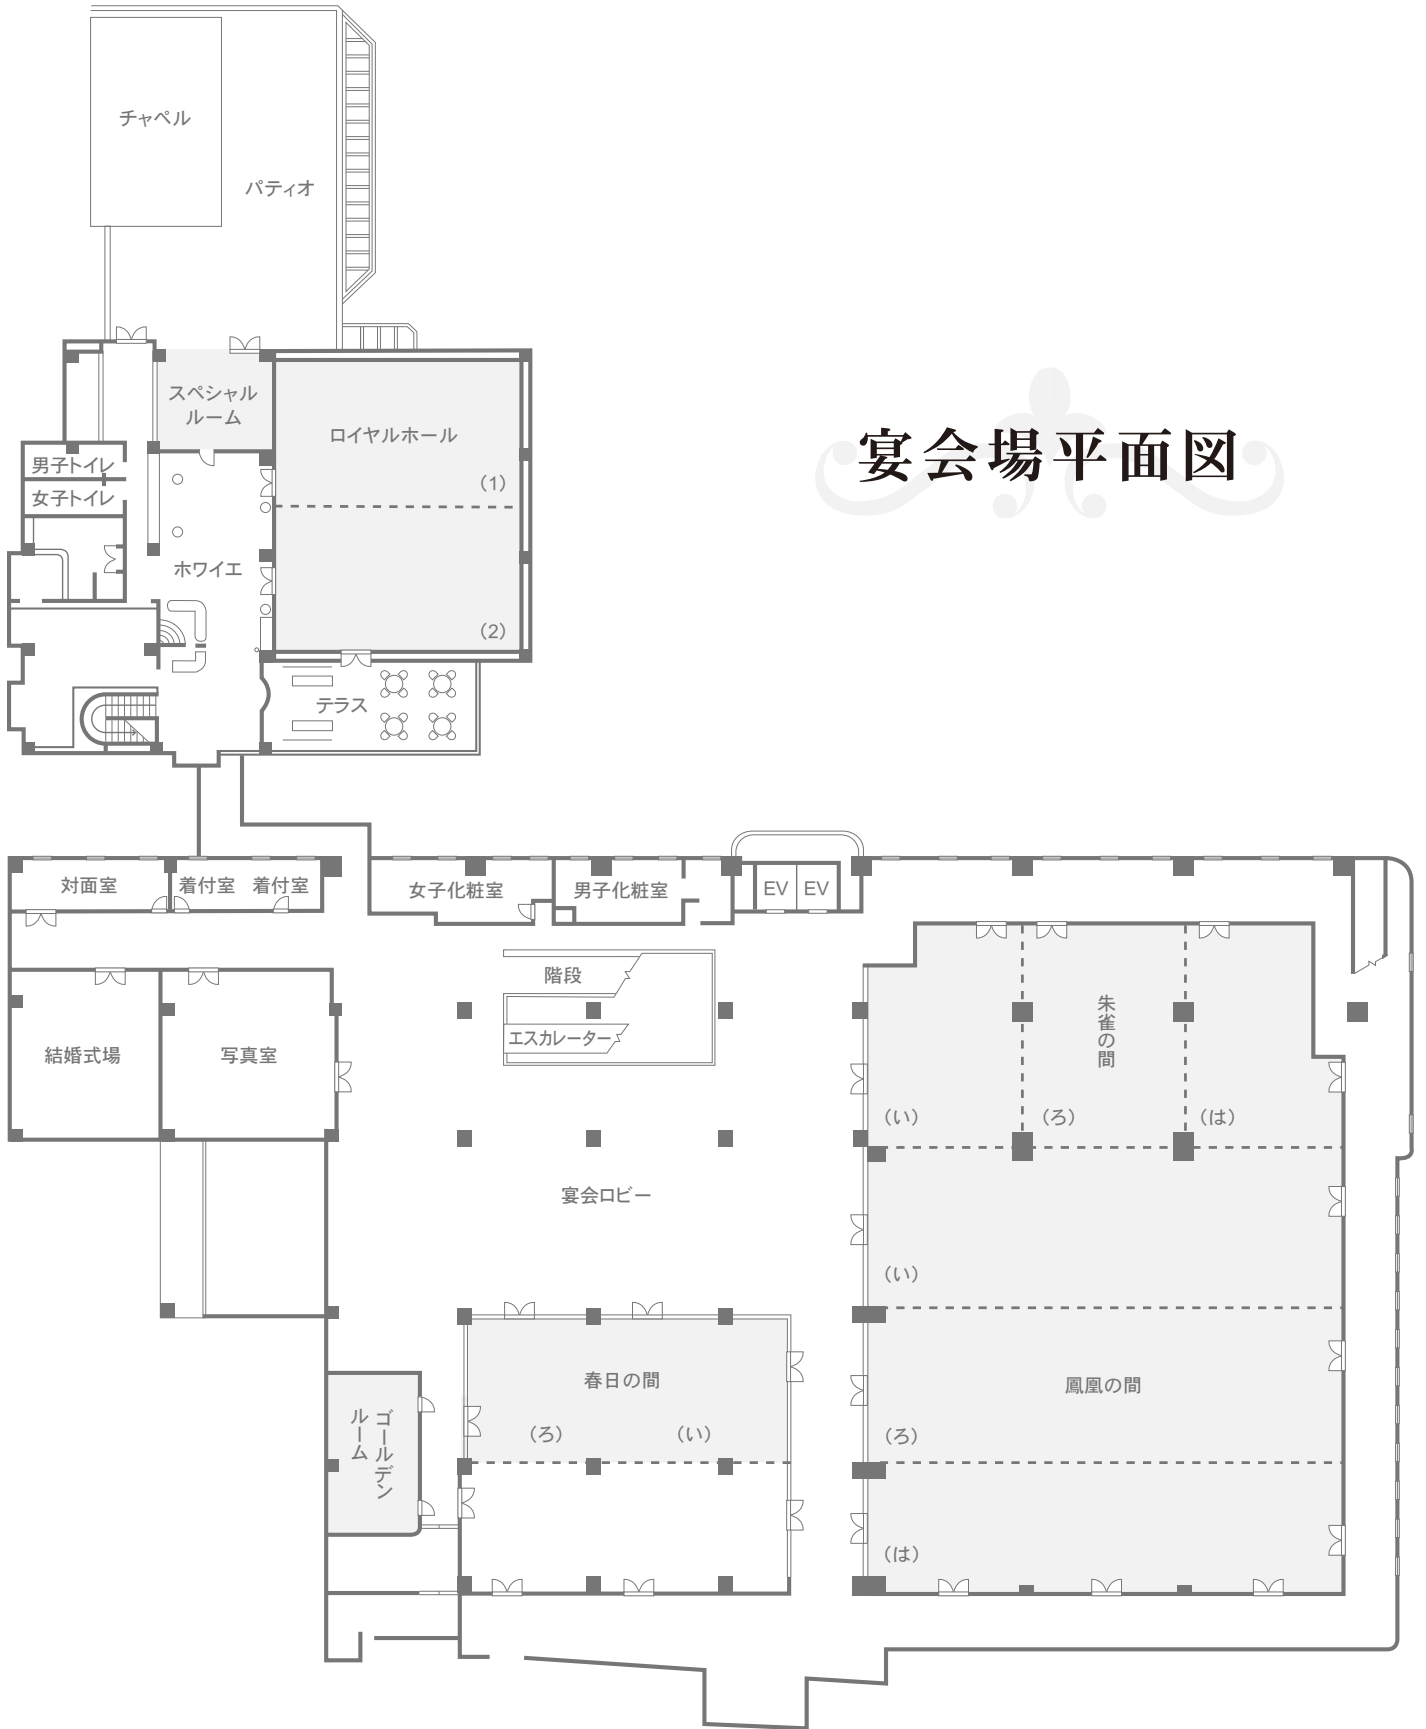 チャペル
パティオ
スペシャル
ルーム
ロイヤルホール
宴会場平面図
男子トイレ
(1)
女子トイレ
ホワイエ
(2)
テラス
対面室
着付室 着付室
女子化粧室
男子化粧室
EV EV
階段
エスカレーター
朱雀の間
結婚式場
写真室
(い)
(ろ)
(は)
宴会ロビー
(い)
春日の間
鳳凰の間
ゴールデン
ルーム
(ろ)
(い)
(ろ)
(は)